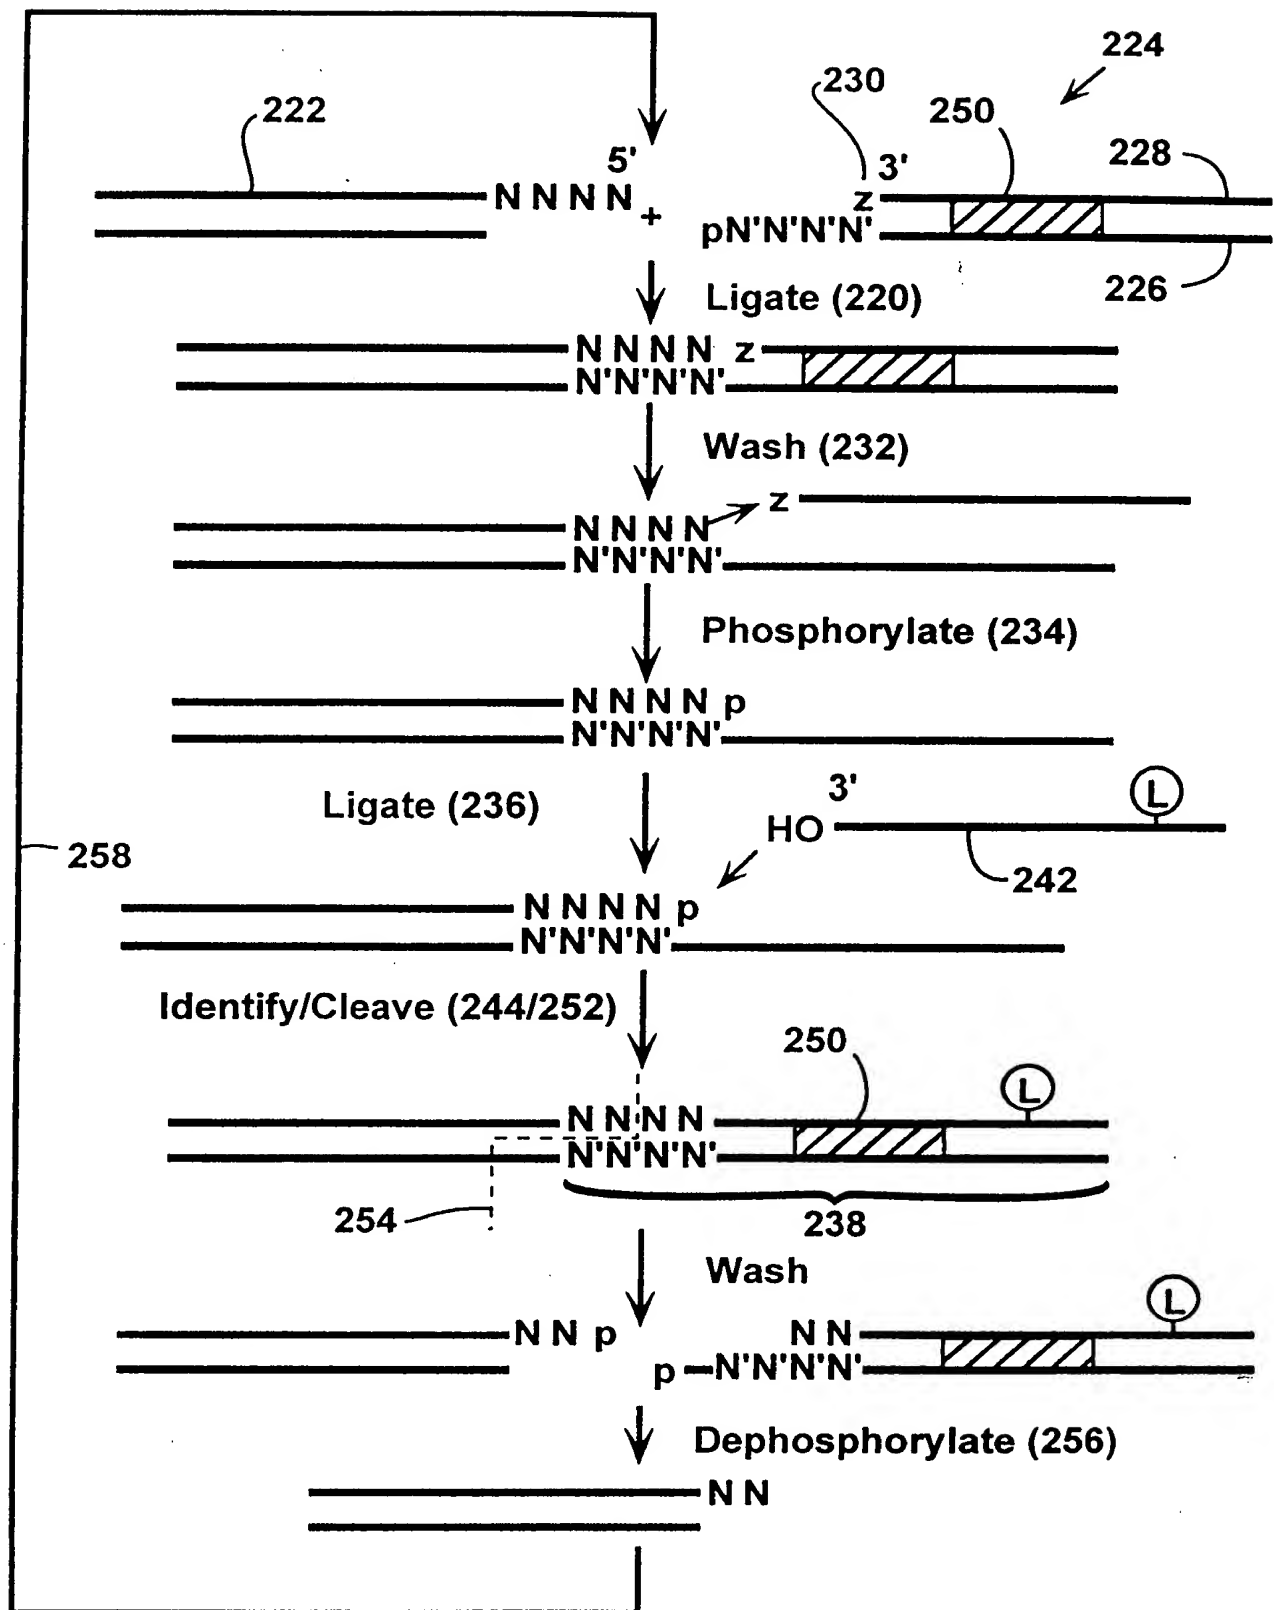 224
230
222
250
5'
3'
228
N N N N
+
z
pN'N'N'N'
226
Ligate (220)
N N N N z
N'N'N'N'
Wash (232)
z
N N N N
N'N'N'N'
Phosphorylate (234)
N N N N p
N'N'N'N'
3'
L
Ligate (236)
HO
258
242
N N N N p
N'N'N'N'
Identify/Cleave (244/252)
250
L
N N N N
N'N'N'N'
254
238
Wash
L
N N p
N N
p
N'N'N'N'
Dephosphorylate (256)
N N